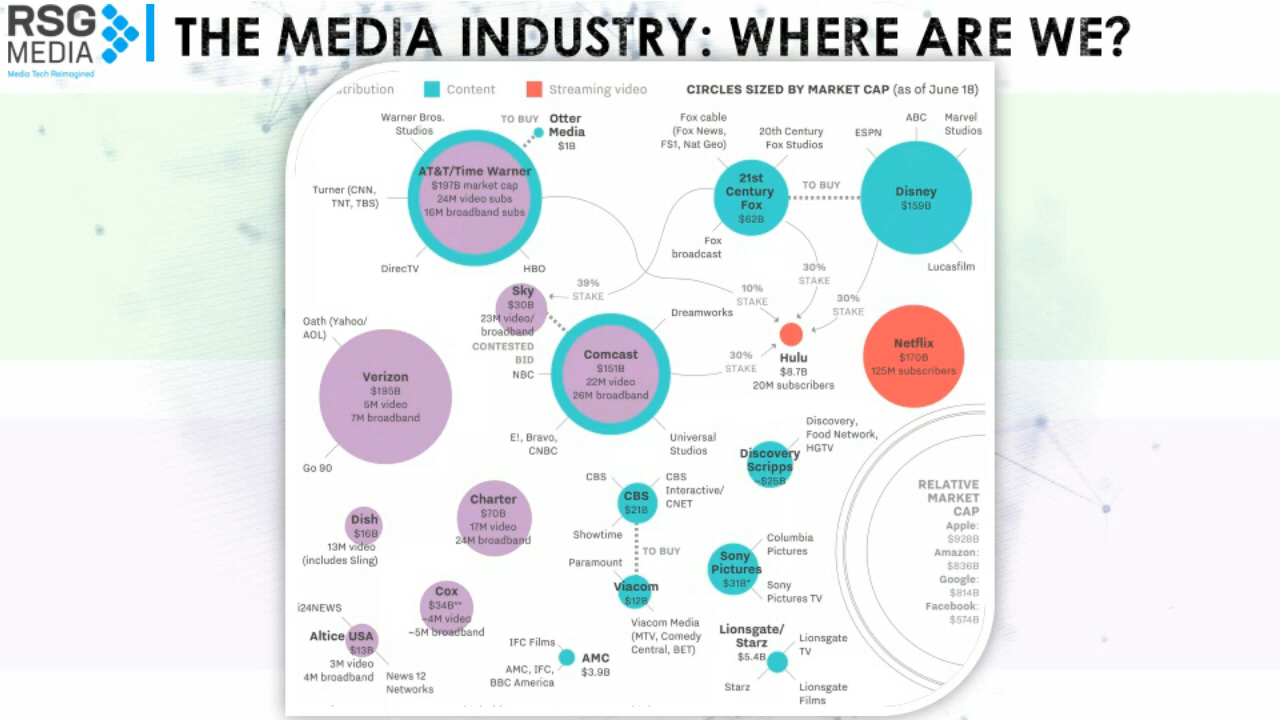 RSG
MEDIA
Media Tech Reimagined
THE MEDIA INDUSTRY: WHERE ARE WE?
tribution
Content
Streaming video
CIRCLES SIZED BY MARKET CAP (as of June 18)
Warner Bros.
Studios
TO BUY
Otter
Media
$1B
AT&T/Time Warner
$197B market cap
24M video subs
16M broadband subs
Turner (CNN,
TNT, TBS)
DirecTV
HBO
Fox cable
(Fox News,
FS1, Nat Geo)
20th Century
Fox Studios
21st
Century
Fox
$62B
Fox
broadcast
TO BUY
ESPN
ABC
Marvel
Studios
Disney
$159B
Lucasfilm
39%
STAKE
10%
STAKE
30%
STAKE
30%
STAKE
Sky
$30B
23M video/
broadband
CONTESTED
BID
Oath (Yahoo/
AOL)
Verizon
$195B
5M video
7M broadband
Go 90
Dreamworks
Comcast
$151B
22M video
26M broadband
NBC
E!, Bravo,
CNBC
Universal
Studios
30%
STAKE
Hulu
$8.7B
20M subscribers
Netflix
$170B
125M subscribers
Discovery,
Food Network,
HGTV
Discovery
Scripps
~$25B
Charter
$70B
17M video
24M broadband
Dish
$16B
13M video
(includes Sling)
CBS
CBS
Interactive/
CNET
CBS
$21B
Showtime
TO BUY
Paramount
Viacom
$12B
Viacom Media
(MTV, Comedy
Central, BET)
Columbia
Pictures
Sony
Pictures
$31B*
Sony
Pictures TV
Cox
$34B**
~4M video
~5M broadband
i24NEWS
Altice USA
$13B
3M video
4M broadband
News 12
Networks
IFC Films
AMC
$3.9B
AMC, IFC,
BBC America
Lionsgate/
Starz
$5.4B
Lionsgate
TV
Starz
Lionsgate
Films
RELATIVE
MARKET
CAP
Apple:
$928B
Amazon:
$836B
Google:
$814B
Facebook:
$574B